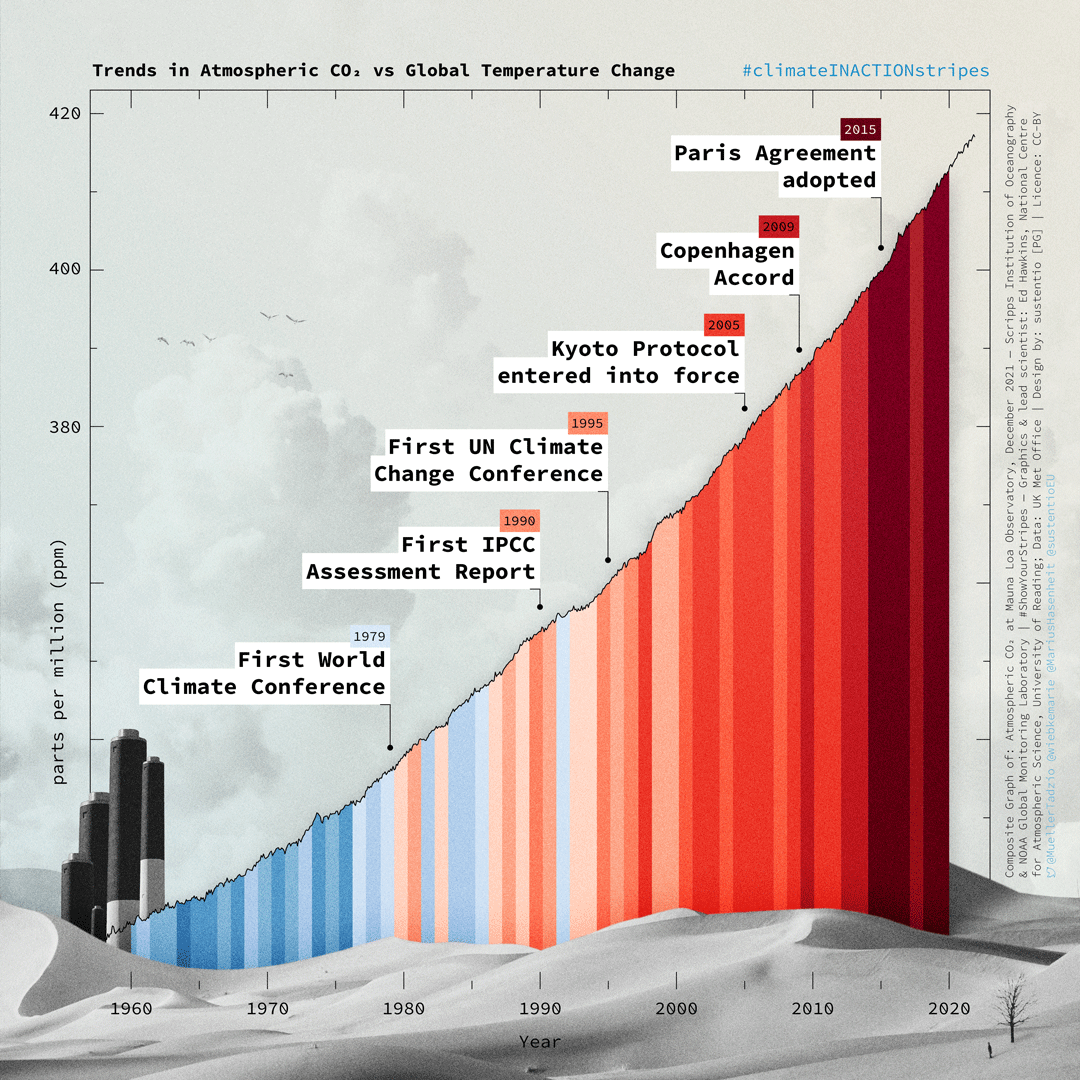 Trends in Atmospheric CO₂ vs Global Temperature Change
#climateINACTIONstripes
420
400
380
parts per million (ppm)
2015
Paris Agreement
adopted
2009
Copenhagen
Accord
2005
Kyoto Protocol
entered into force
1995
First UN Climate
Change Conference
1990
First IPCC
Assessment Report
1979
First World
Climate Conference
1960
1970
1980
1990
2000
2010
2020
Year
Composite Graph of: Atmospheric CO₂ at Mauna Loa Observatory, December 2021 – Scripps Institution of Oceanography
& NOAA Global Monitoring Laboratory | #ShowYourStripes – Graphics & lead scientist: Ed Hawkins, National Centre
for Atmospheric Science, University of Reading; Data: UK Met Office | Design by: sustentio [PG] | Licence: CC-BY
@MuellerTadzio @wiebkemarie @MariusHasenheit @sustentioEU